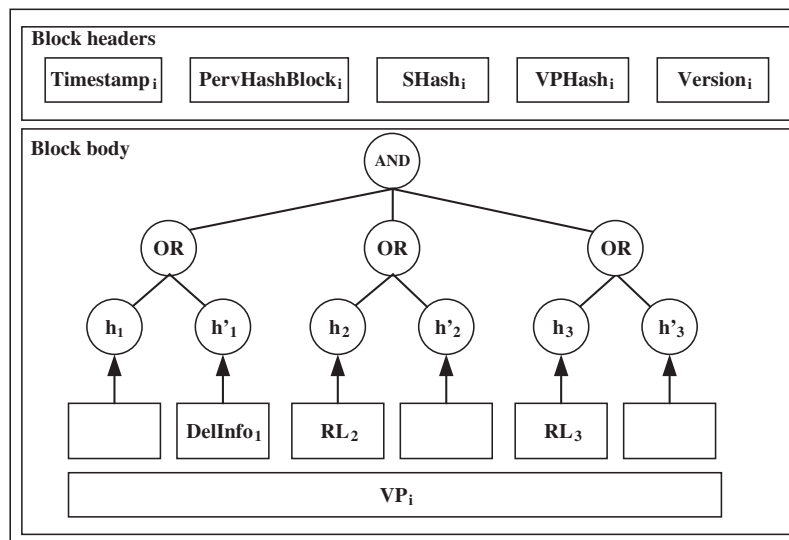 Block headers
Timestampᵢ PervHashBlockᵢ SHashᵢ VPHashᵢ Versionᵢ
Block body
AND
OR OR OR
h₁ h'₁ h₂ h'₂ h₃ h'₃
DelInfo₁ RL₂ RL₃
VPᵢ